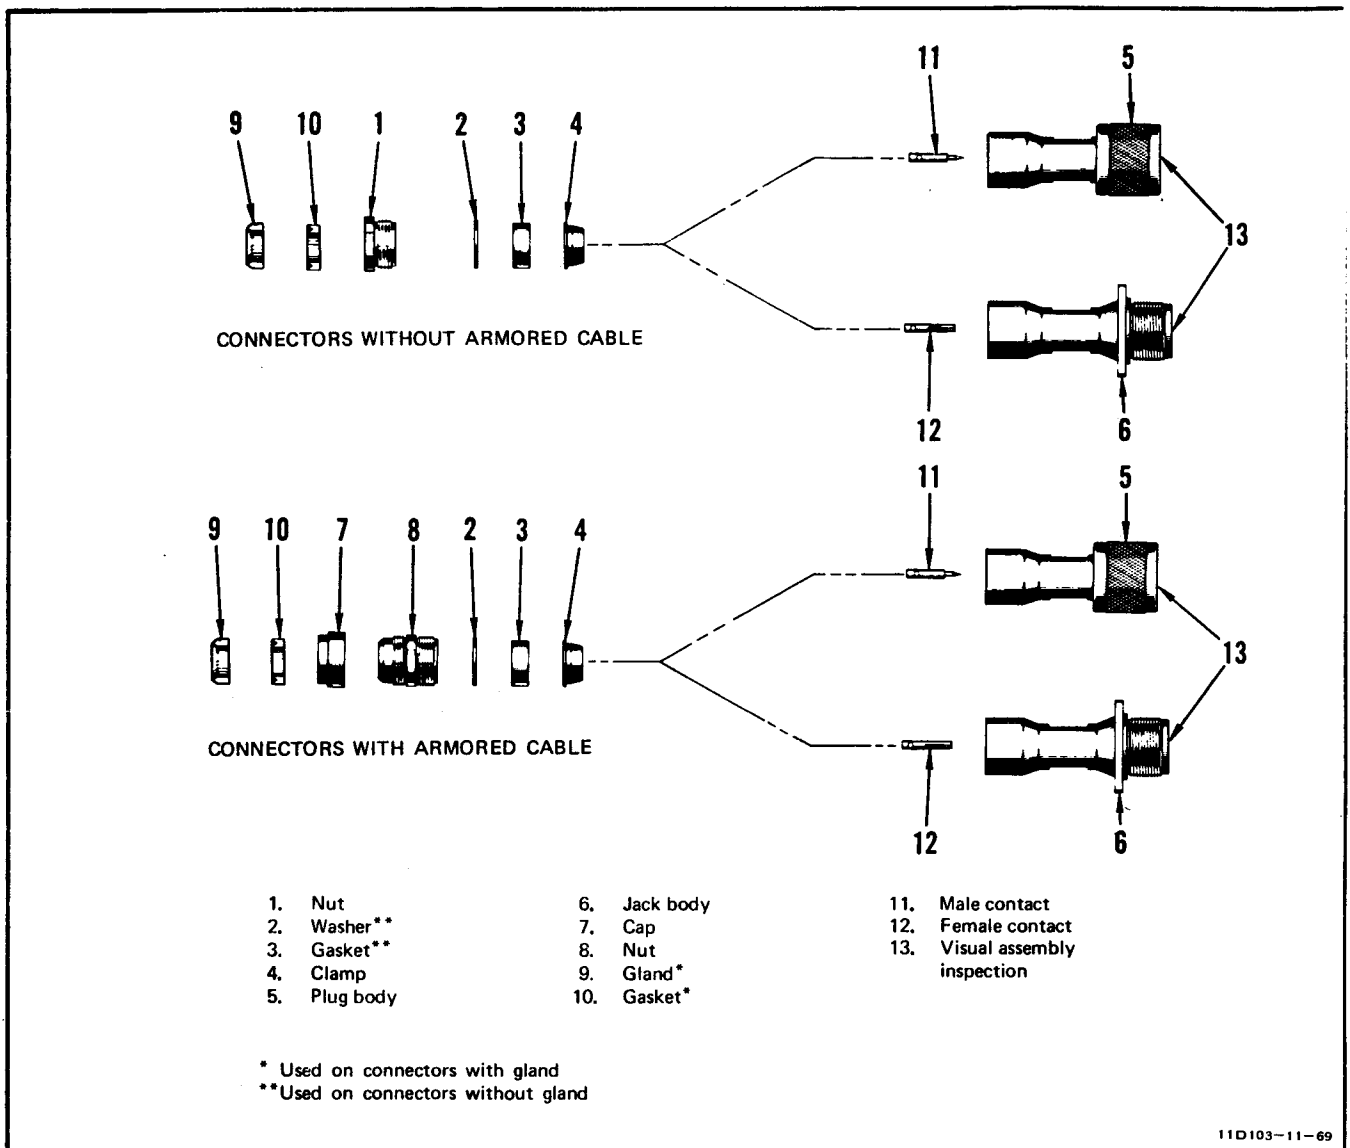 11 5
9 10 1 2 3 4
13
CONNECTORS WITHOUT ARMORED CABLE
12 6
11 5
9 10 7 8 2 3 4
13
CONNECTORS WITH ARMORED CABLE
12 6
1. Nut
2. Washer**
3. Gasket**
4. Clamp
5. Plug body
6. Jack body
7. Cap
8. Nut
9. Gland*
10. Gasket*
11. Male contact
12. Female contact
13. Visual assembly
inspection
* Used on connectors with gland
**Used on connectors without gland
11D103-11-69